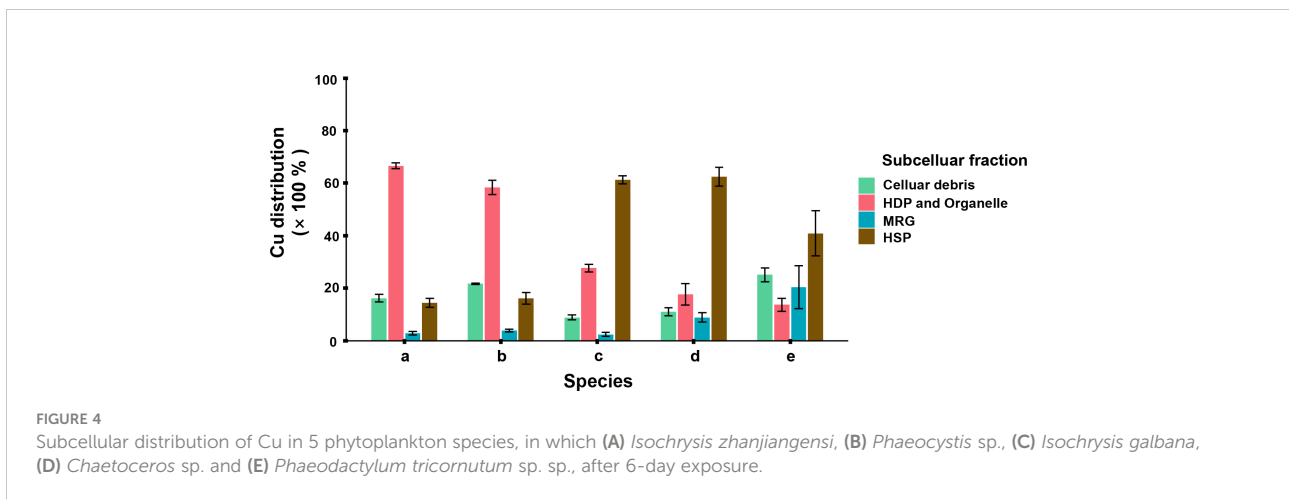 100
80
60
40
20
0
Cu distribution
(× 100 % )
a b c d e
Species
Subcelluar fraction
Celluar debris
HDP and Organelle
MRG
HSP
FIGURE 4
Subcellular distribution of Cu in 5 phytoplankton species, in which (A) Isochrysis zhanjiangensi, (B) Phaeocystis sp., (C) Isochrysis galbana,
(D) Chaetoceros sp. and (E) Phaeodactylum tricornutum sp. sp., after 6-day exposure.